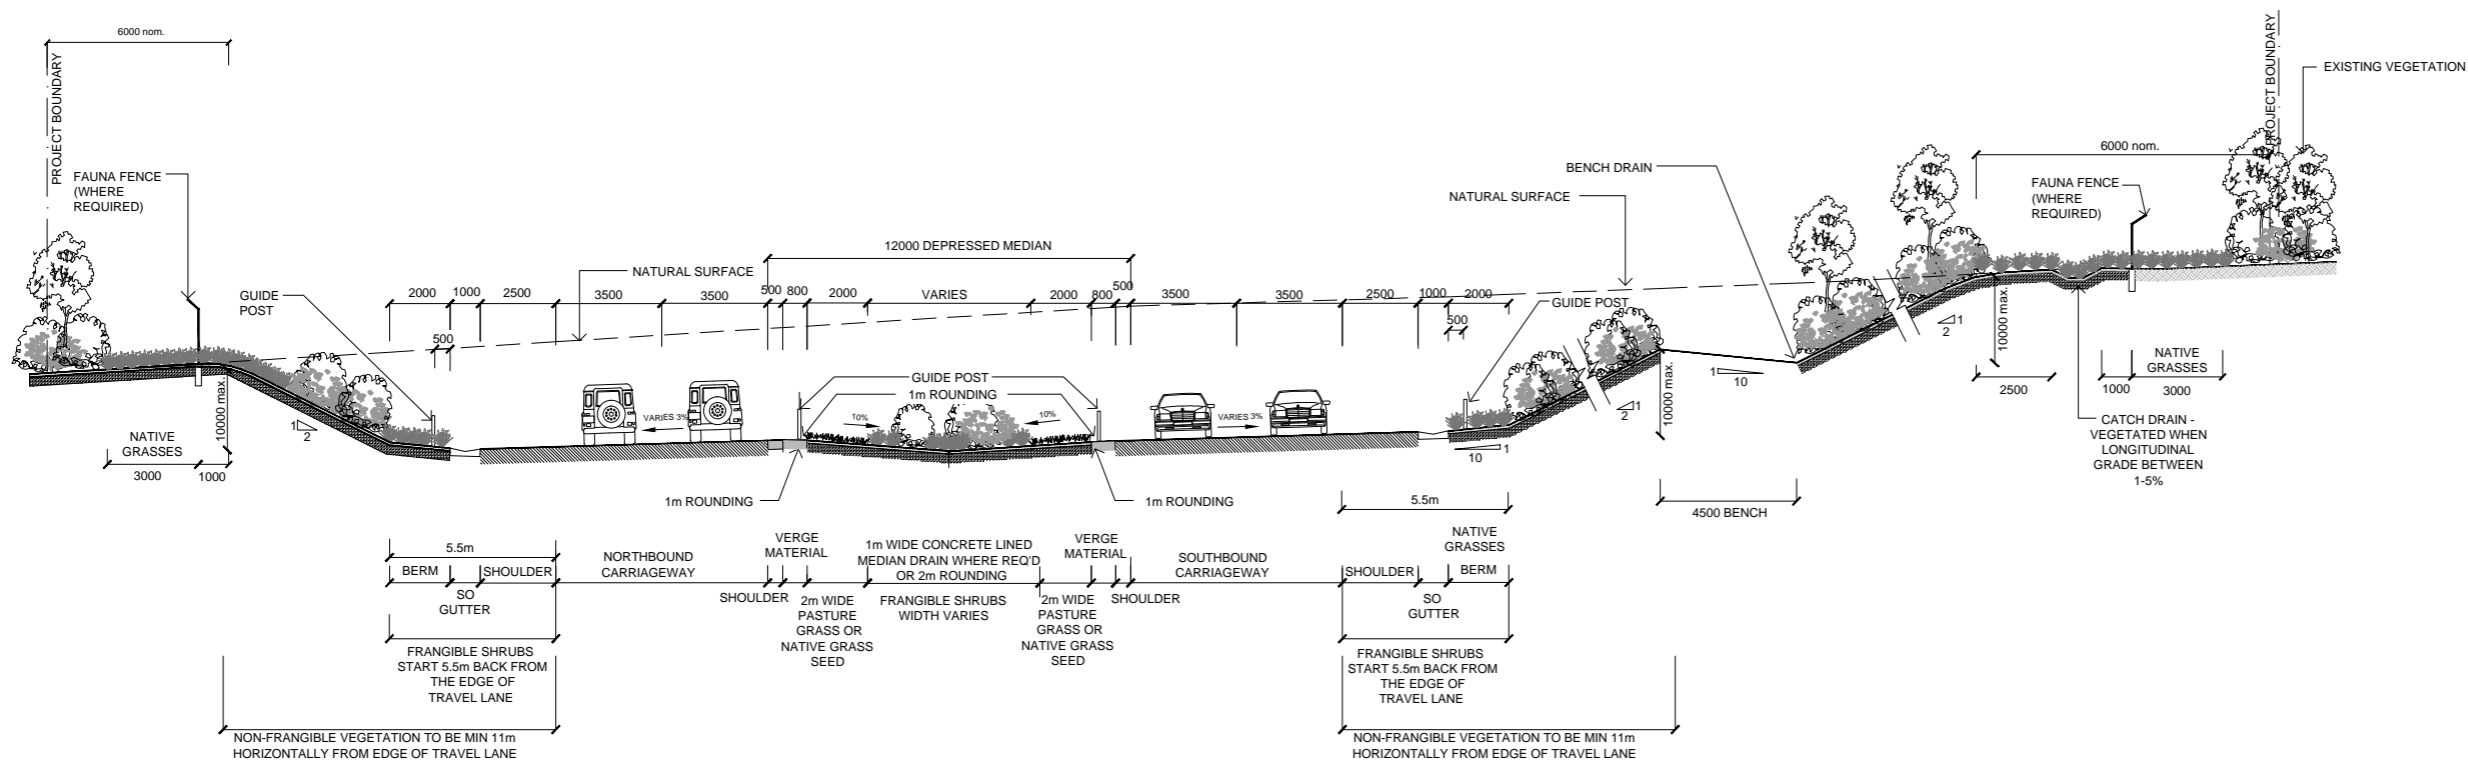 6000 nom.
PROJECT BOUNDARY
FAUNA FENCE
(WHERE
REQUIRED)
GUIDE
POST
NATURAL SURFACE
12000 DEPRESSED MEDIAN
2000
1000
2500
3500
3500
500
800
2000
VARIES
2000
800
500
3500
3500
2500
1000
2000
500
500
GUIDE POST
NATURAL SURFACE
BENCH DRAIN
6000 nom.
PROJECT BOUNDARY
EXISTING VEGETATION
FAUNA FENCE
(WHERE
REQUIRED)
10000 max.
1
2
NATIVE
GRASSES
3000
1000
VARIES 3%
GUIDE POST
1m ROUNDING
10%
10%
VARIES 3%
1m ROUNDING
1m ROUNDING
1
10
1
2
10000 max.
1
10
4500 BENCH
1
2
10000 max.
2500
1000
NATIVE
GRASSES
3000
CATCH DRAIN -
VEGETATED WHEN
LONGITUDINAL
GRADE BETWEEN
1-5%
5.5m
BERM
SHOULDER
SO
GUTTER
NORTHBOUND
CARRIAGEWAY
SHOULDER
VERGE
MATERIAL
2m WIDE
PASTURE
GRASS OR
NATIVE GRASS
SEED
1m WIDE CONCRETE LINED
MEDIAN DRAIN WHERE REQ'D
OR 2m ROUNDING
FRANGIBLE SHRUBS
WIDTH VARIES
2m WIDE
PASTURE
GRASS OR
NATIVE GRASS
SEED
VERGE
MATERIAL
SHOULDER
SOUTHBOUND
CARRIAGEWAY
5.5m
NATIVE
GRASSES
SHOULDER
BERM
SO
GUTTER
FRANGIBLE SHRUBS
START 5.5m BACK FROM
THE EDGE OF
TRAVEL LANE
FRANGIBLE SHRUBS
START 5.5m BACK FROM
THE EDGE OF
TRAVEL LANE
NON-FRANGIBLE VEGETATION TO BE MIN 11m
HORIZONTALLY FROM EDGE OF TRAVEL LANE
NON-FRANGIBLE VEGETATION TO BE MIN 11m
HORIZONTALLY FROM EDGE OF TRAVEL LANE